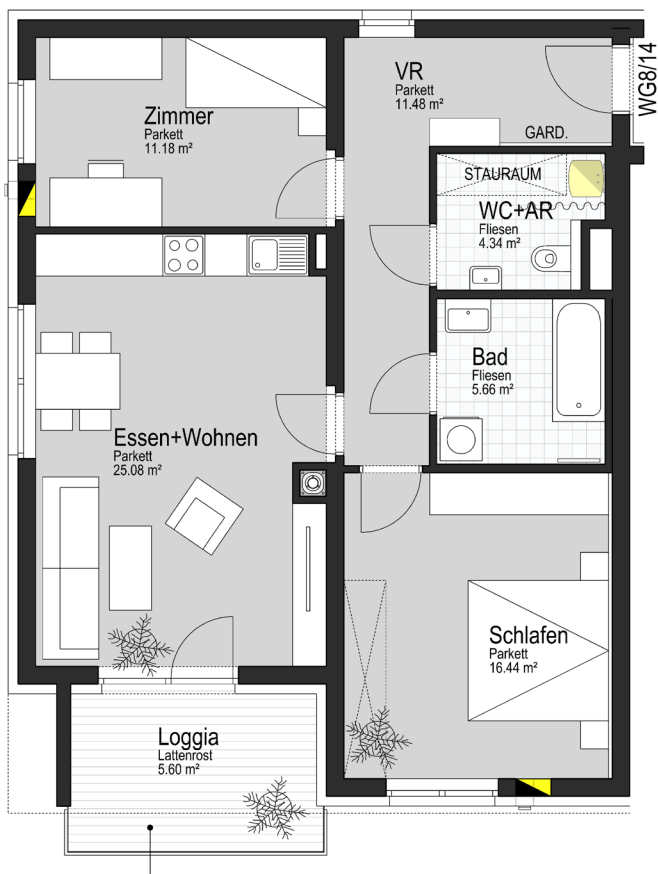 VR
Parkett
11.48 m²
WG8/14
GARD.
Zimmer
Parkett
11.18 m²
STAURAUM
WC+AR
Fliesen
4.34 m²
Bad
Fliesen
5.66 m²
Essen+Wohnen
Parkett
25.08 m²
Schlafen
Parkett
16.44 m²
Loggia
Lattenrost
5.60 m²